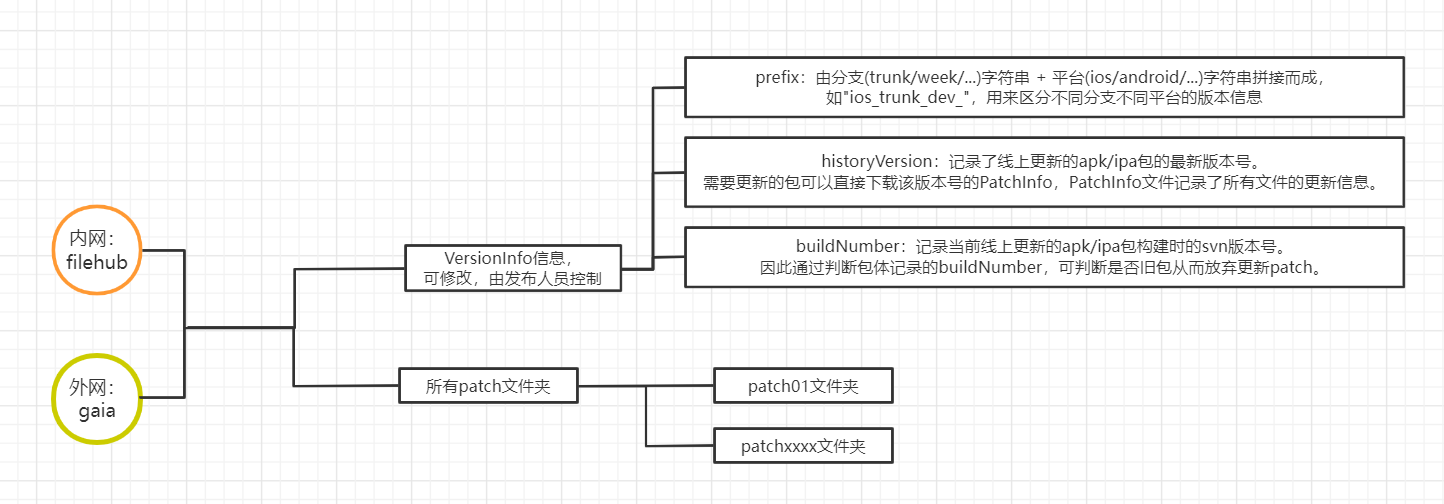 内网：
filehub
外网：
gaia
VersionInfo信息，
可修改，由发布人员控制
prefix：由分支(trunk/week/...)字符串 + 平台(ios/android/...)字符串拼接而成，
如"ios_trunk_dev_"，用来区分不同分支不同平台的版本信息
historyVersion：记录了线上更新的apk/ipa包的最新版本号。
需要更新的包可以直接下载该版本号的PatchInfo，PatchInfo文件记录了所有文件的更新信息。
buildNumber：记录当前线上更新的apk/ipa包构建时的svn版本号。
因此通过判断包体记录的buildNumber，可判断是否旧包从而放弃更新patch。
所有patch文件夹
patch01文件夹
patchxxxx文件夹